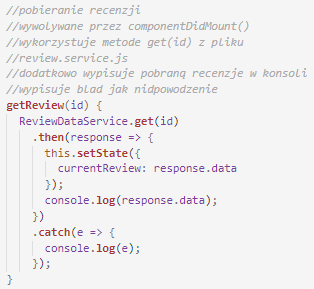 //pobieranie recenzji
//wywoływane przez componentDidMount()
//wykorzystuje metode get(id) z pliku
//review.service.js
//dodatkowo wypisuje pobraną recenzje w konsoli
//wypisuje blad jak nidpowodzenie
getReview(id) {
  ReviewDataService.get(id)
    .then(response => {
      this.setState({
        currentReview: response.data
      });
      console.log(response.data);
    })
    .catch(e => {
      console.log(e);
    });
}